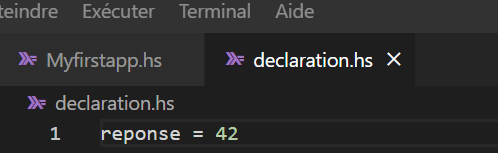 teindre Exécuter Terminal Aide
Myfirstapp.hs declaration.hs
declaration.hs
1 reponse = 42